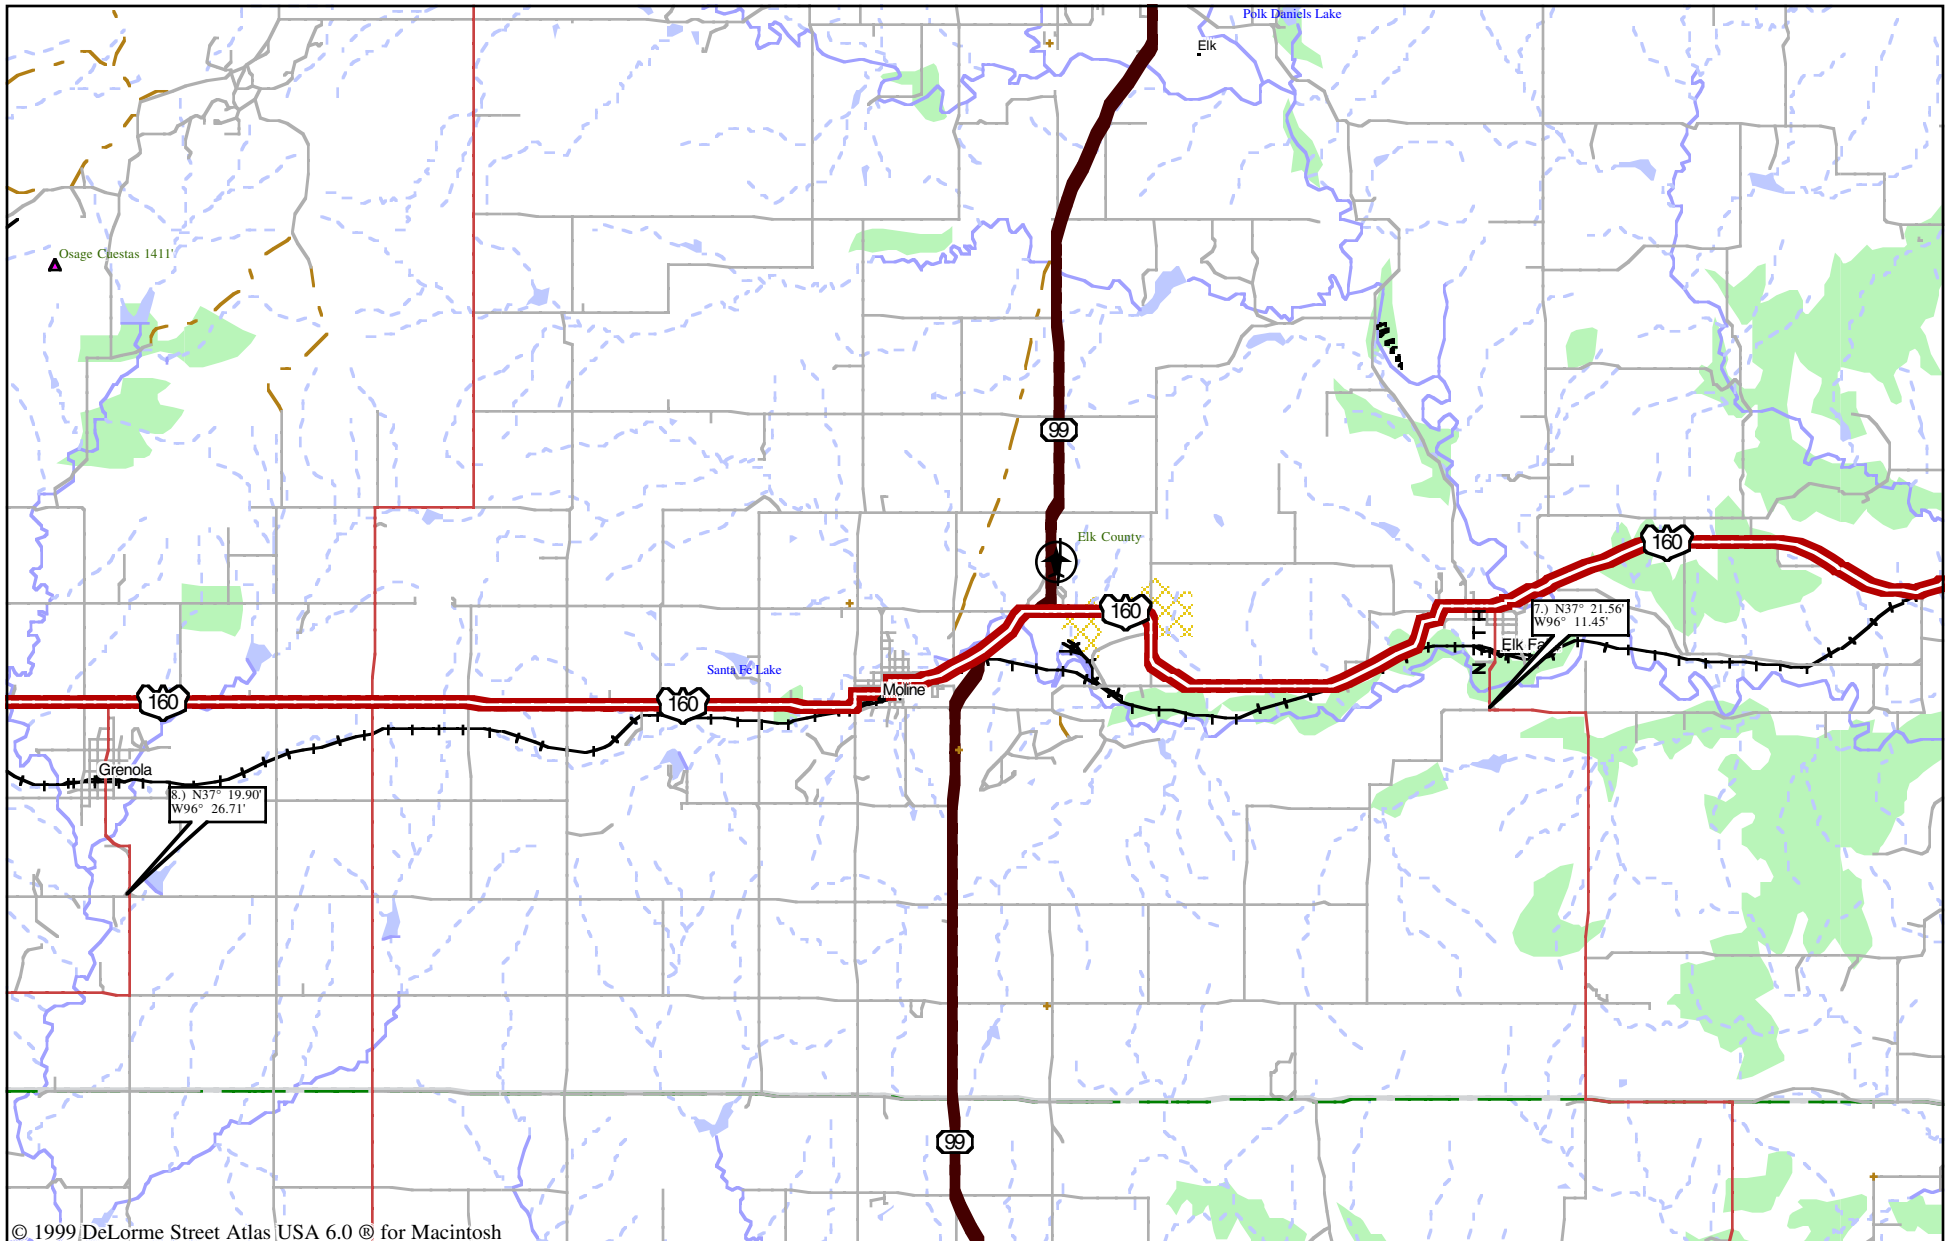 Polk Daniels Lake
Elk
Osage Cuestas 1411'
99
Elk County
160
160
7.) N37° 21.56'
W96° 11.45'
N TH
Elk Fa
Santa Fe Lake
Moline
160
160
Grenola
8.) N37° 19.90'
W96° 26.71'
99
© 1999 DeLorme Street Atlas USA 6.0 ® for Macintosh